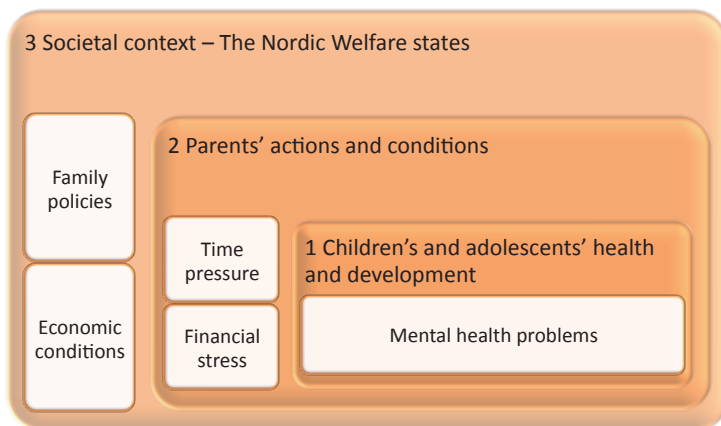 3 Societal context – The Nordic Welfare states
Family
policies
Economic
conditions
2 Parents’ actions and conditions
Time
pressure
Financial
stress
1 Children’s and adolescents’ health
and development
Mental health problems